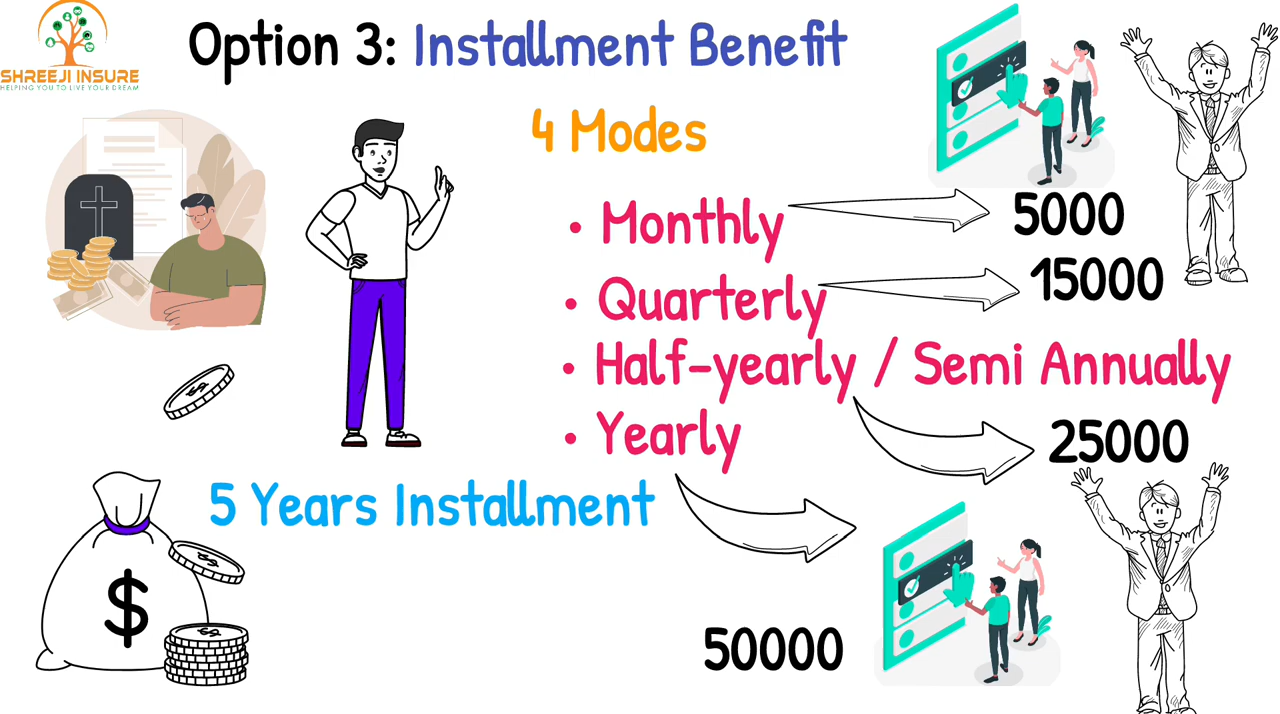 SHREEJI INSURE
HELPING YOU TO LIVE YOUR DREAM
Option 3: Installment Benefit
4 Modes
• Monthly
5000
• Quarterly
15000
• Half-yearly / Semi Annually
25000
• Yearly
50000
5 Years Installment
$